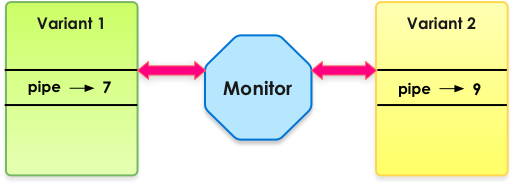 Variant 1
pipe → 7
Monitor
Variant 2
pipe → 9